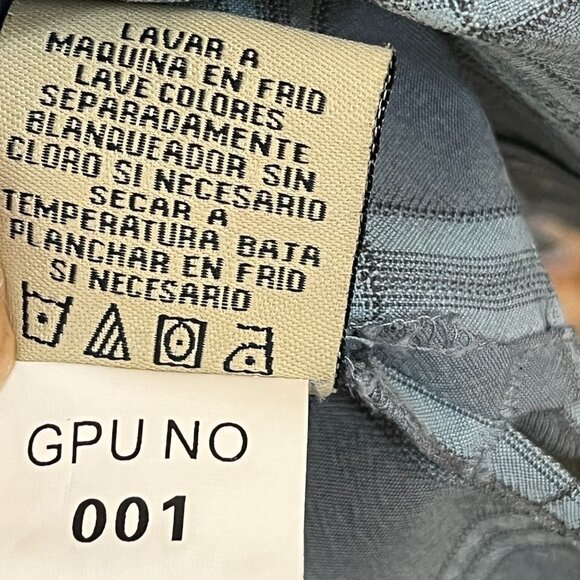 LAVAR A
MAQUINA EN FRIO
LAVE COLORES
SEPARADAMENTE
BLANQUEADOR SIN
CLORO SI NECESARIO
SECAR A
TEMPERATURA BAJA
PLANCHAR EN FRIO
SI NECESARIO
GPU NO
001